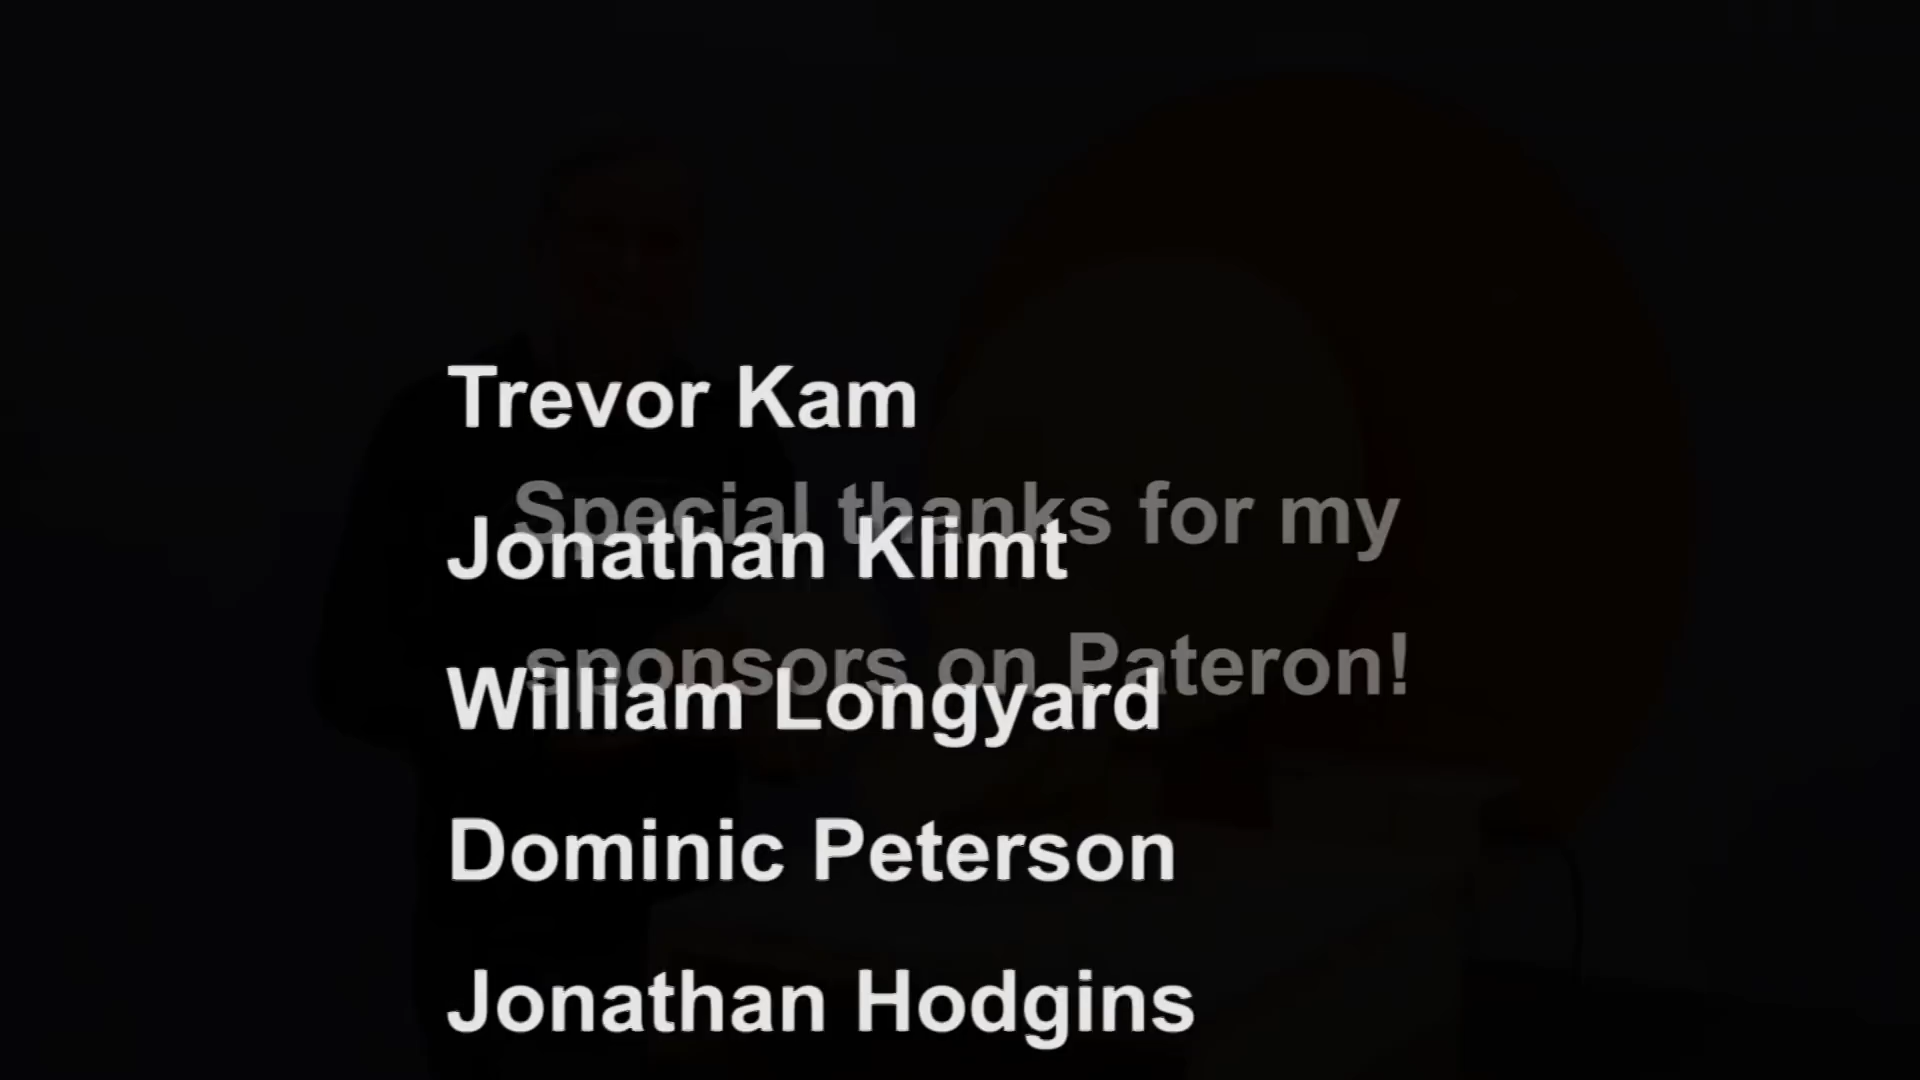 Trevor Kam
Special thanks for my
Jonathan Klimt
sponsors on Pateron!
William Longyard
Dominic Peterson
Jonathan Hodgins